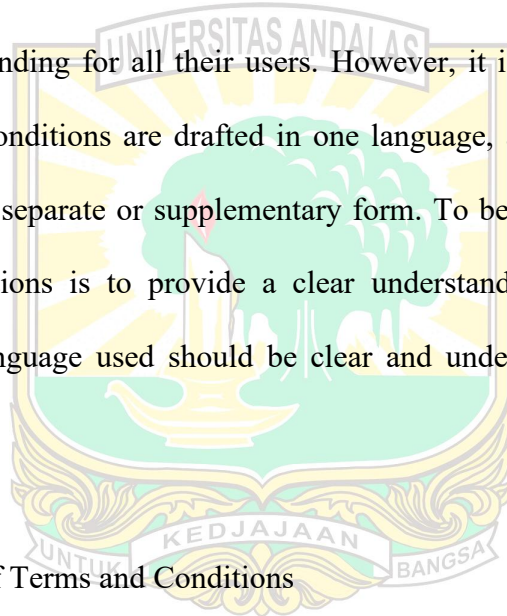 UNIVERSITAS ANDALAS
nding for all their users. However, it i
onditions are drafted in one language,
separate or supplementary form. To be
ions is to provide a clear understand
nguage used should be clear and unde
KEDJAJAAN
UNTUK BANGSA
f Terms and Conditions